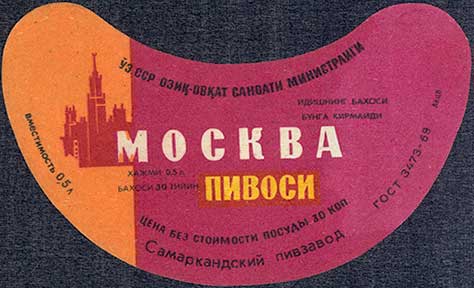 ЎЗ.ССР ОЗИҚ-ОВҚАТ САНОАТИ МИНИСТРЛИГИ
ИДИШНИНГ БАХОСИ
БУНГА КИРМАЙДИ
МОСКВА
ХАЖМИ 0,5 л.
БАХОСИ 30 ТИЙИН
ПИВОСИ
вместимость 0,5 л.
ЦЕНА БЕЗ СТОИМОСТИ ПОСУДЫ 30 КОП
Самаркандский пивзавод
ГОСТ 3473-69